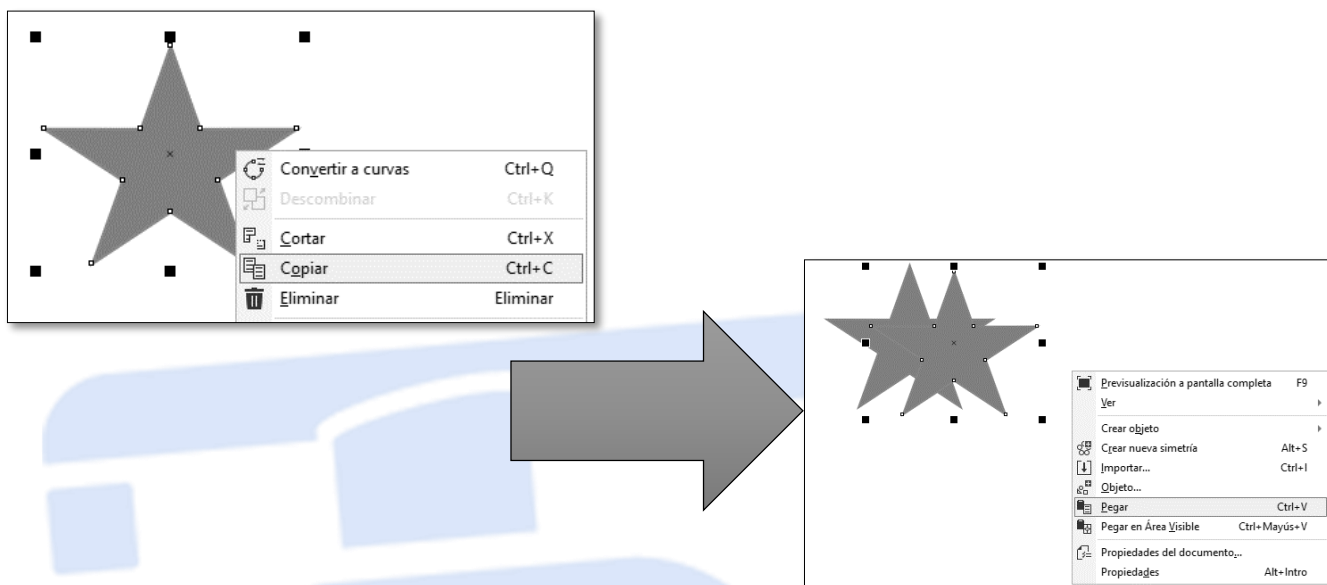 Convertir a curvas Ctrl+Q
Descombinar Ctrl+K
Cortar Ctrl+X
Copiar Ctrl+C
Eliminar Eliminar
Previsualización a pantalla completa F9
Ver
Crear objeto
Crear nueva simetría Alt+S
Importar... Ctrl+I
Objeto...
Pegar Ctrl+V
Pegar en Área Visible Ctrl+Mayús+V
Propiedades del documento...
Propiedades Alt+Intro